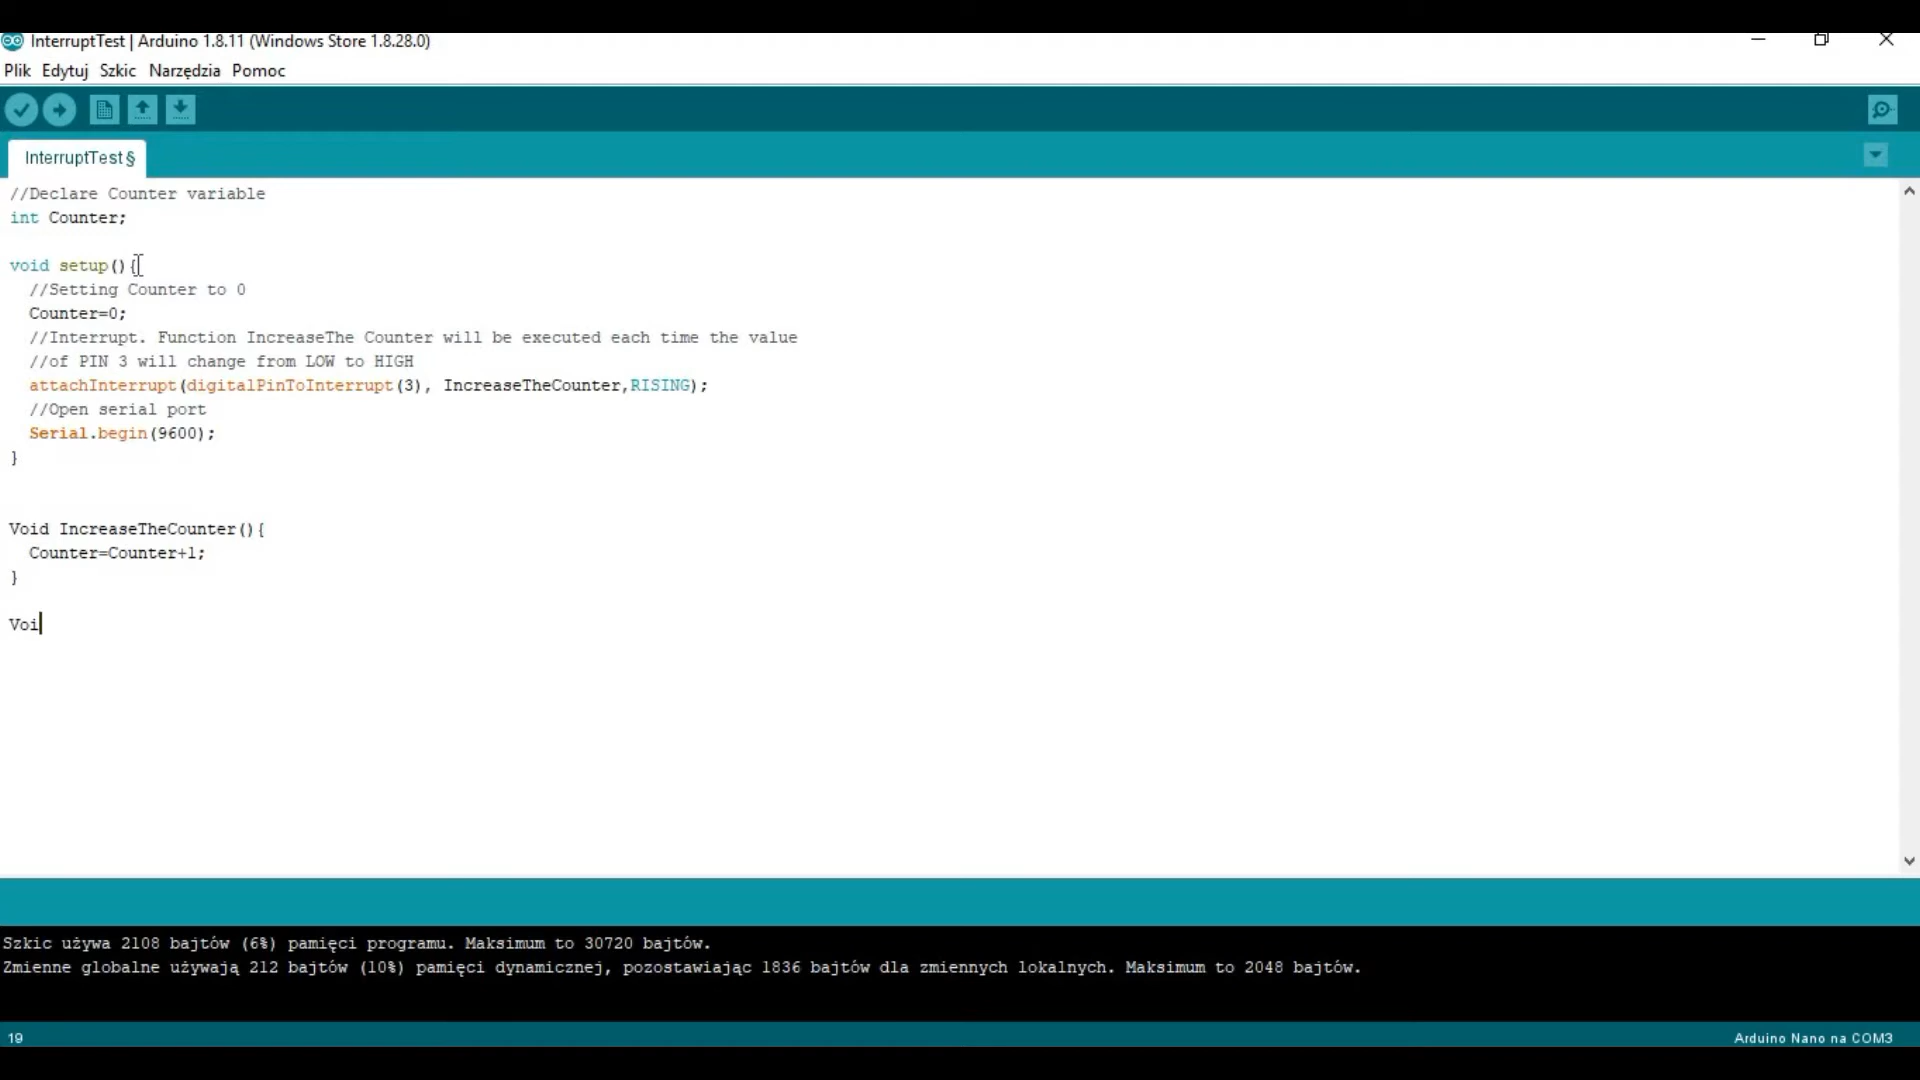 InterruptTest | Arduino 1.8.11 (Windows Store 1.8.28.0)
Plik Edytuj Szkic Narzędzia Pomoc
InterruptTest §
//Declare Counter variable
int Counter;
void setup(){
//Setting Counter to 0
Counter=0;
//Interrupt. Function IncreaseThe Counter will be executed each time the value
//of PIN 3 will change from LOW to HIGH
attachInterrupt(digitalPinToInterrupt(3), IncreaseTheCounter,RISING);
//Open serial port
Serial.begin(9600);
}
Void IncreaseTheCounter(){
Counter=Counter+1;
}
Voi
Szkic używa 2108 bajtów (6%) pamięci programu. Maksimum to 30720 bajtów.
Zmienne globalne używają 212 bajtów (10%) pamięci dynamicznej, pozostawiając 1836 bajtów dla zmiennych lokalnych. Maksimum to 2048 bajtów.
19
Arduino Nano na COM3